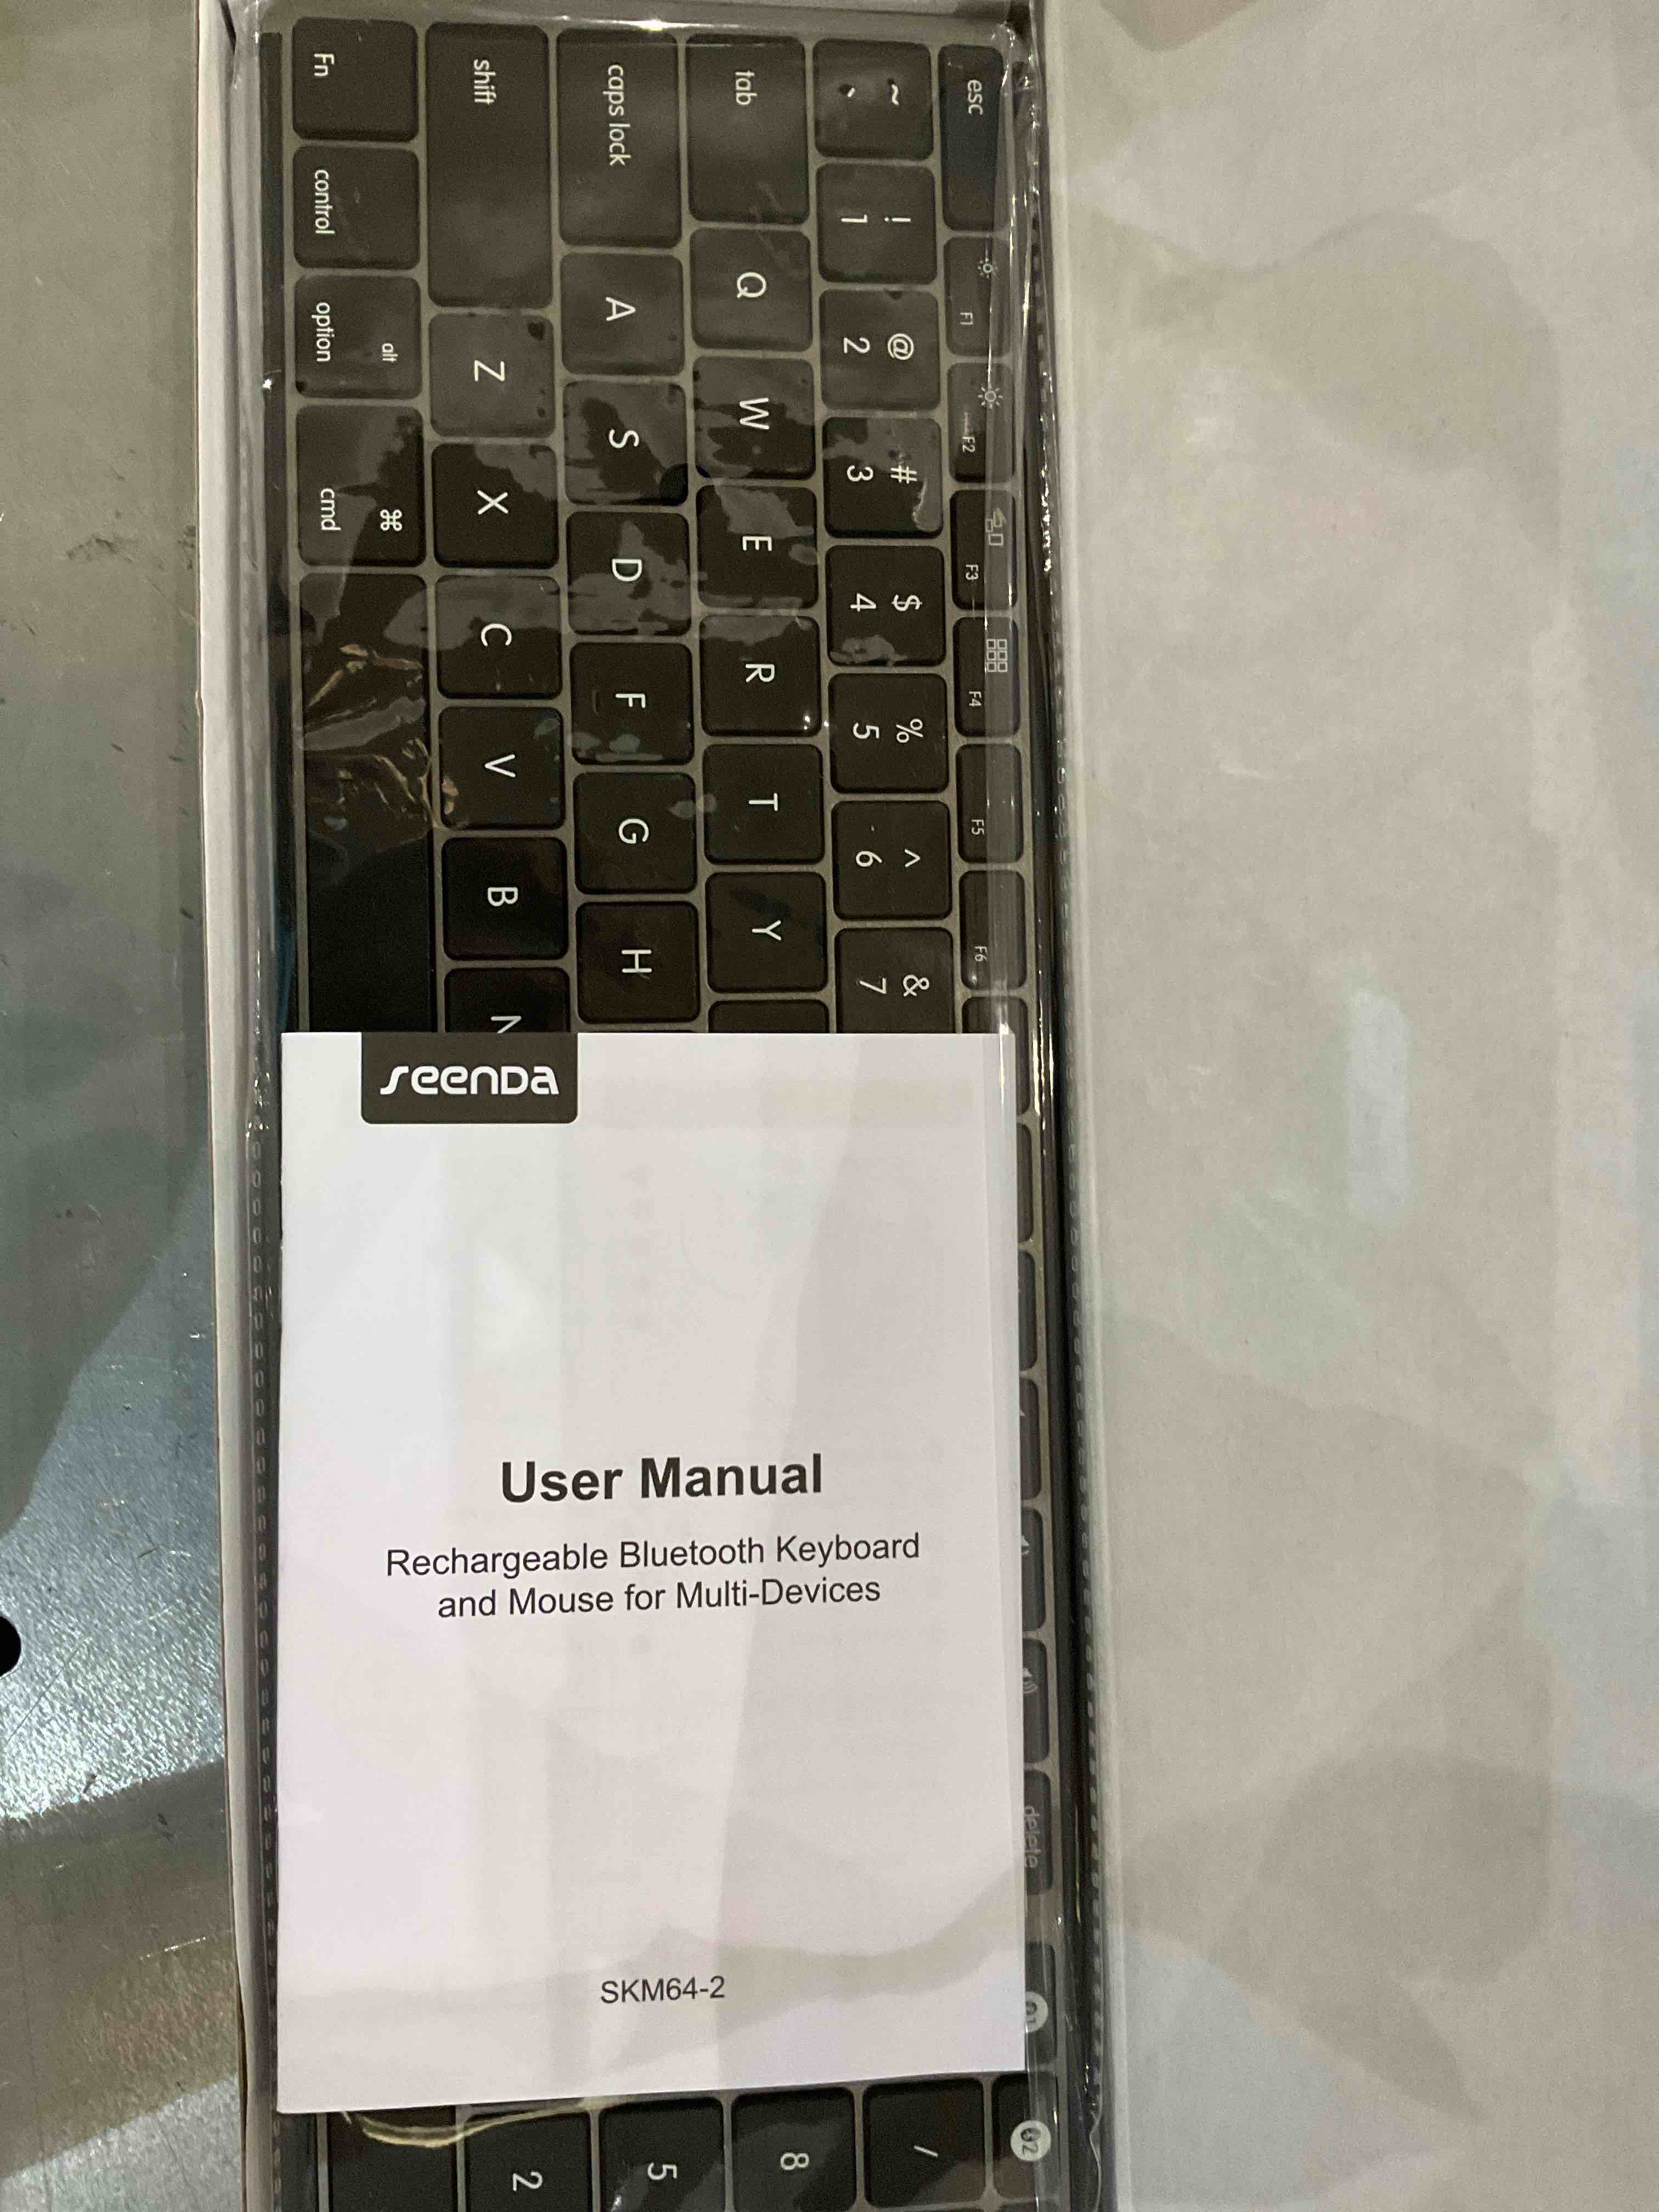 esc F1 F2 F3 F4 F5 F6
~ ! @ # $ % ^ &
` 1 2 3 4 5 6 7
tab Q W E R T Y
caps lock A S D F G H
shift Z X C V B N
alt ⌘
Fn control option cmd
seenda
User Manual
Rechargeable Bluetooth Keyboard
and Mouse for Multi-Devices
SKM64-2
delete
2
/
8
5
2